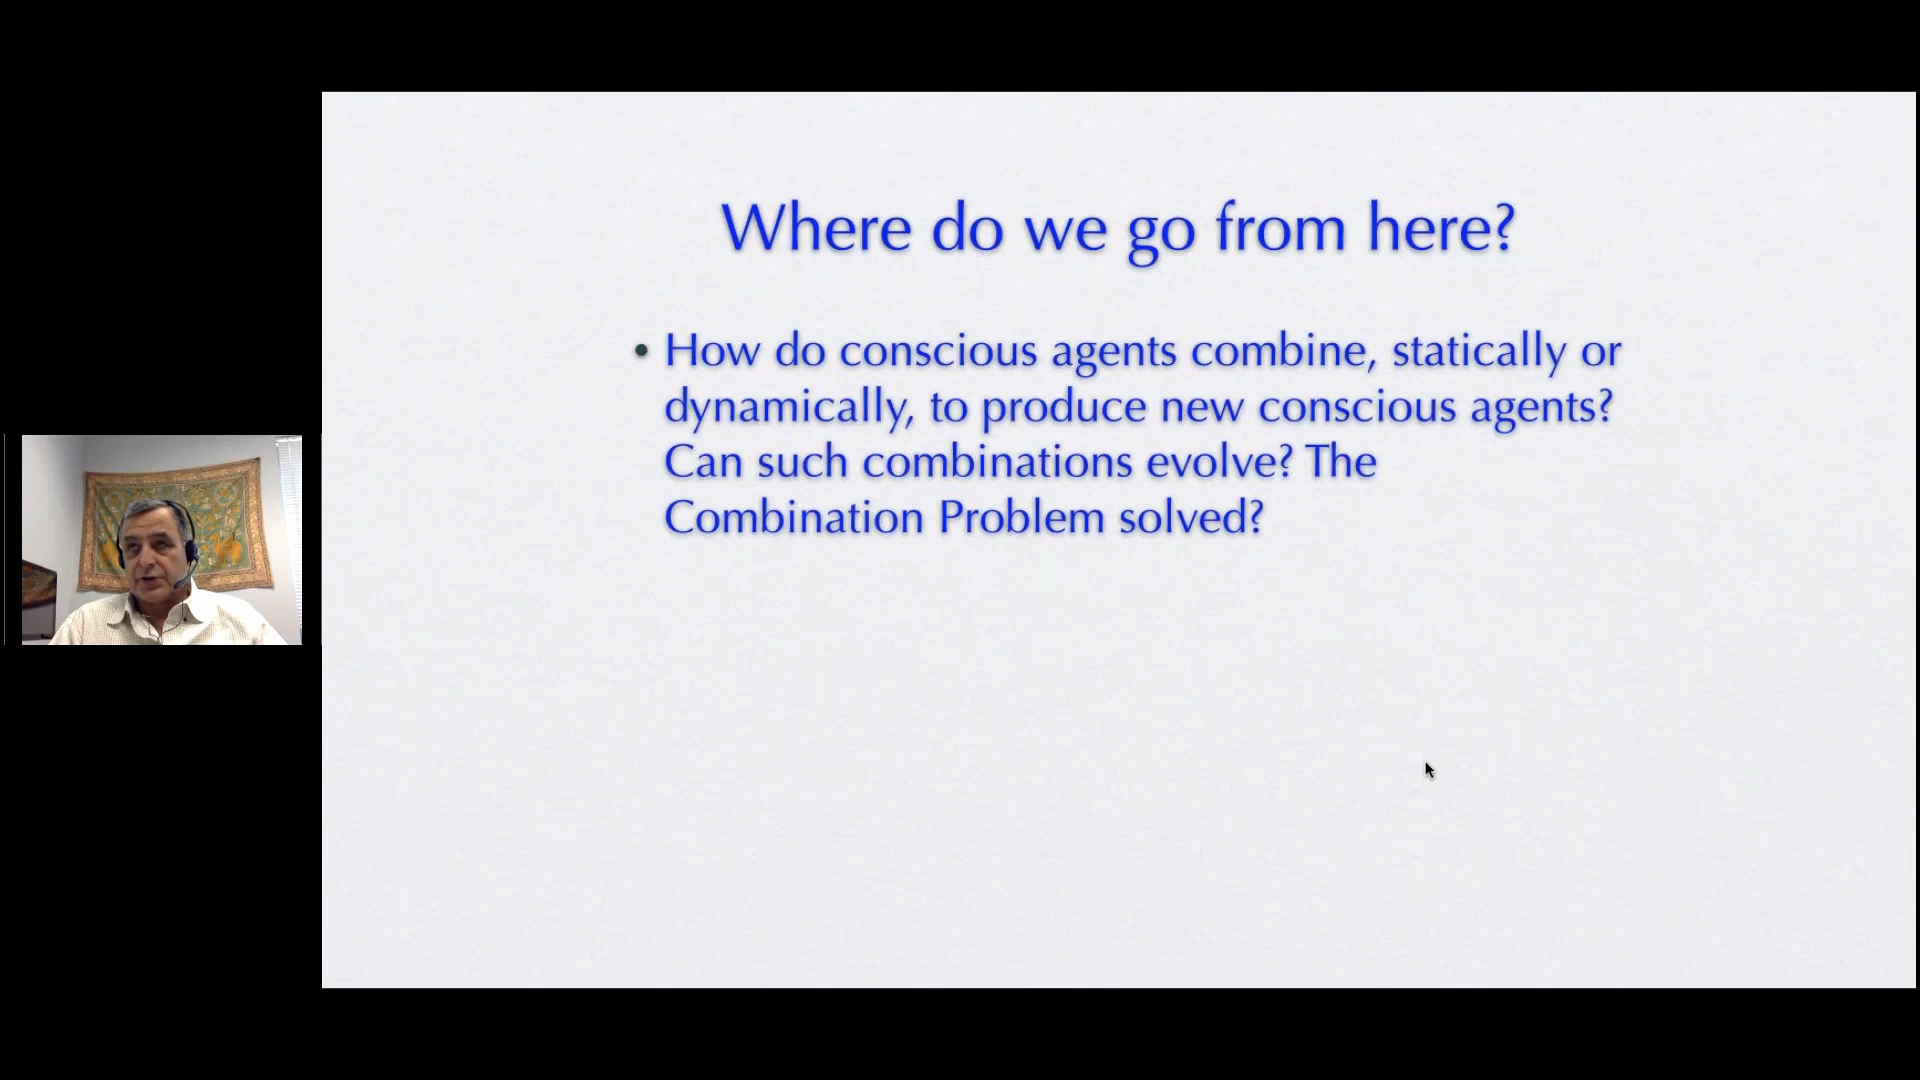 Where do we go from here?
• How do conscious agents combine, statically or
dynamically, to produce new conscious agents?
Can such combinations evolve? The
Combination Problem solved?